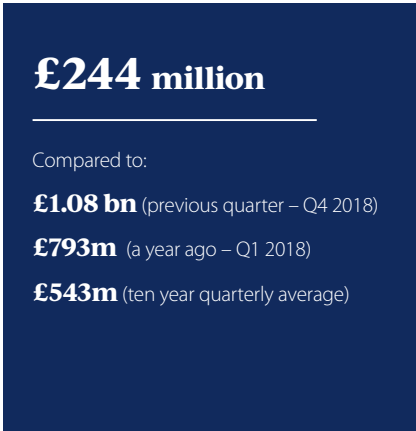 £244 million
Compared to:
£1.08 bn (previous quarter – Q4 2018)
£793m (a year ago – Q1 2018)
£543m (ten year quarterly average)